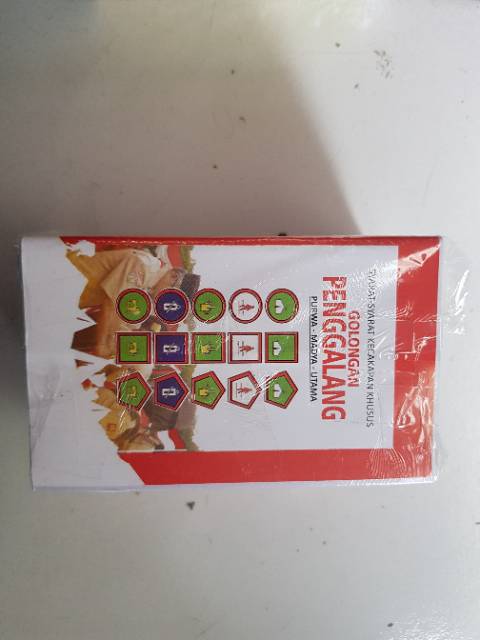 SYARAT-SYARAT KECAKAPAN KHUSUS
GOLONGAN
PENGGALANG
PURWA - MADYA - UTAMA